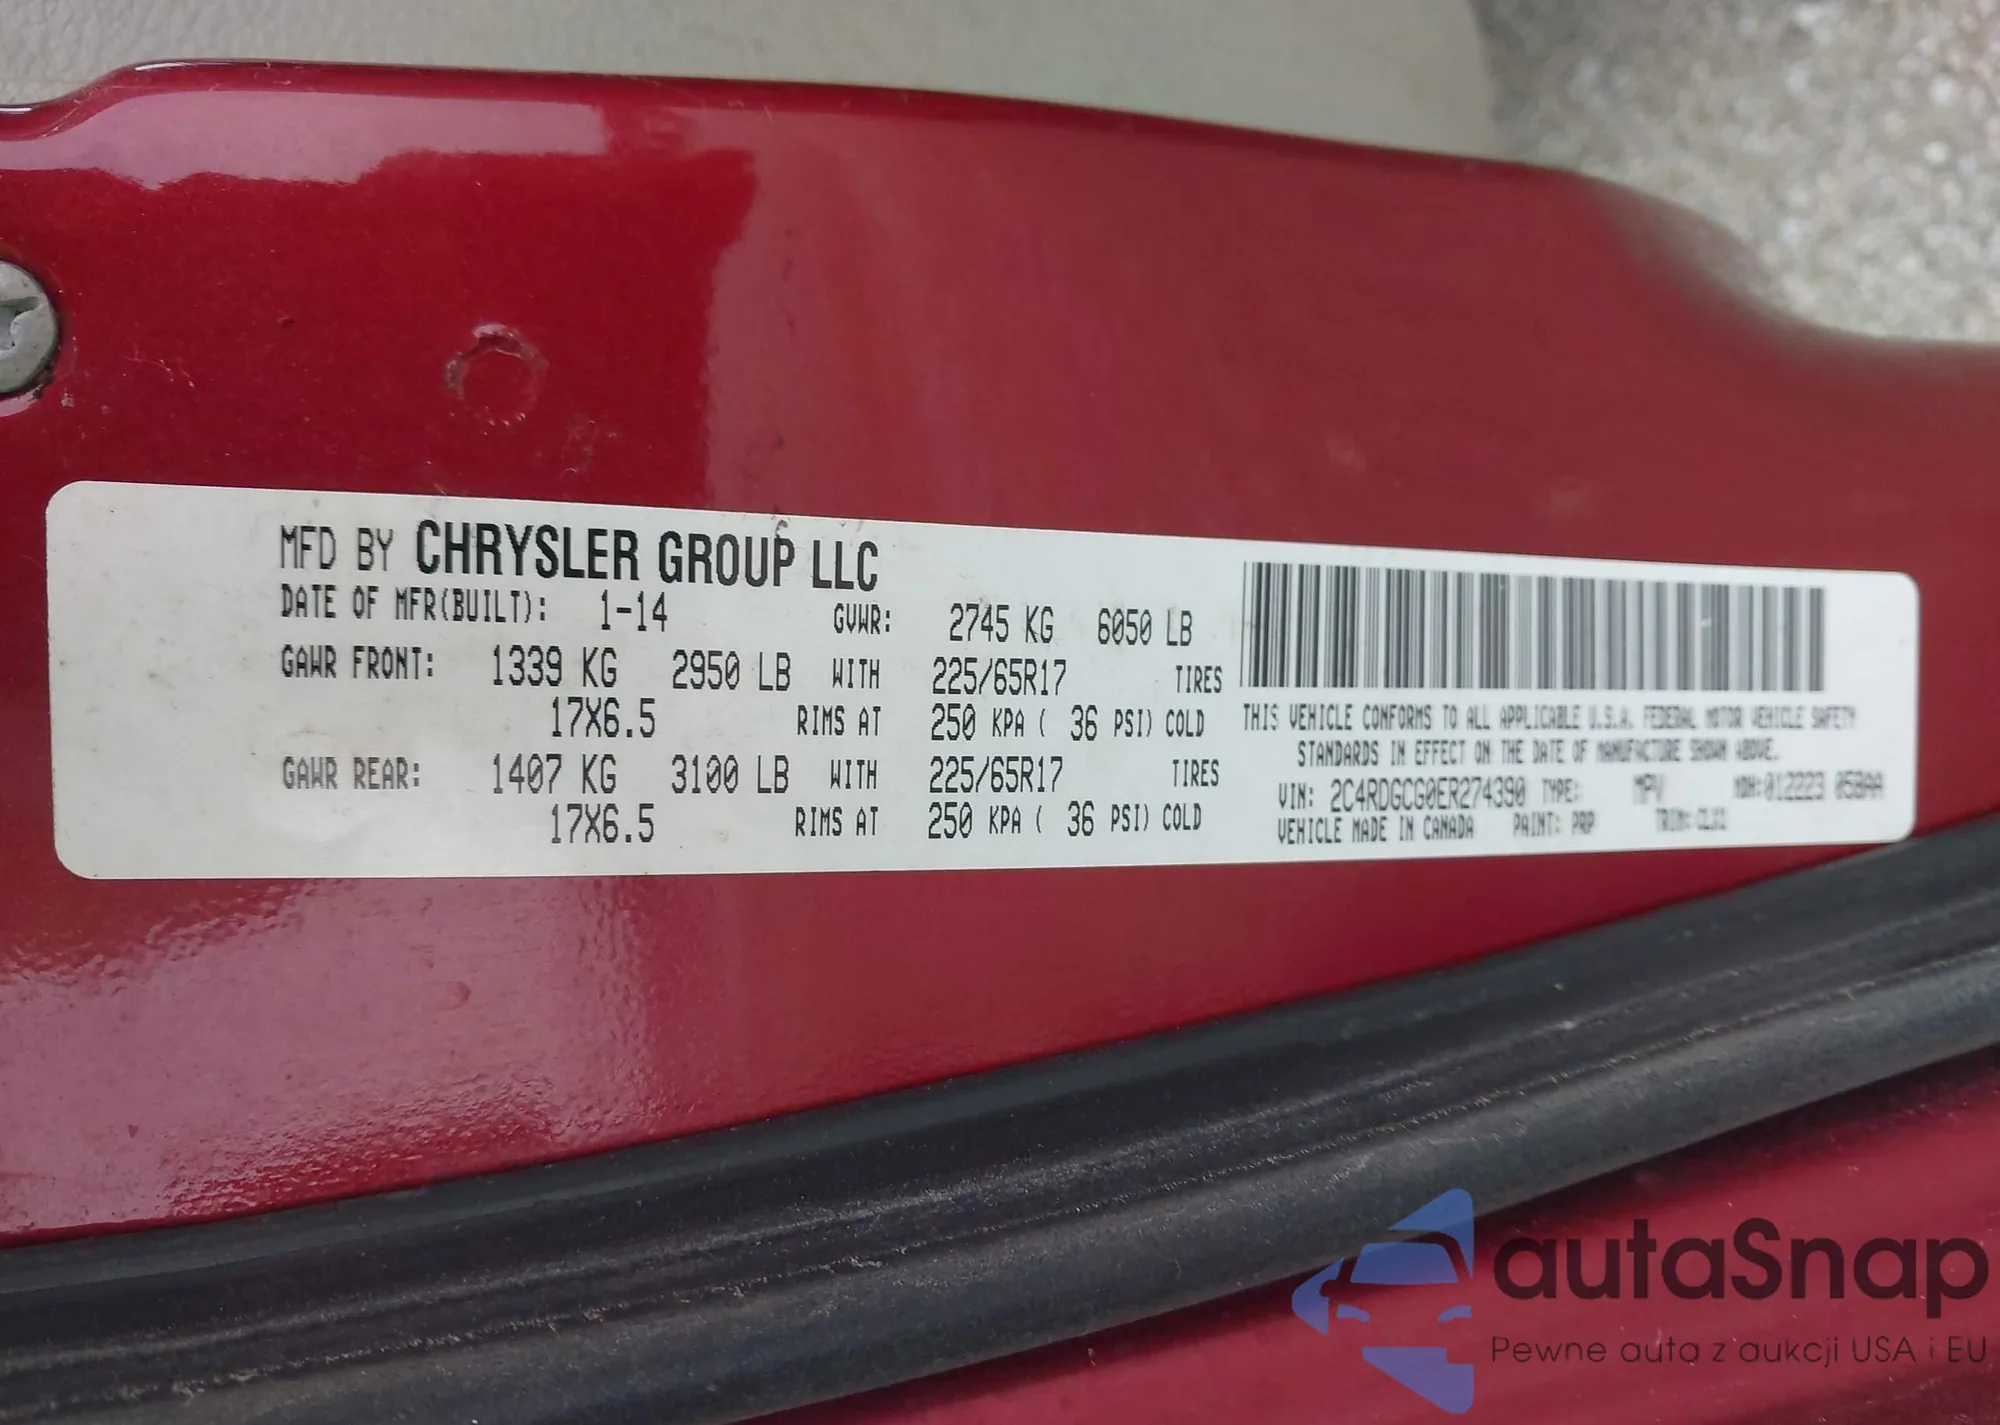 MFD BY CHRYSLER GROUP LLC
DATE OF MFR(BUILT): 1-14 GVWR: 2745 KG 6050 LB
GAWR FRONT: 1339 KG 2950 LB WITH 225/65R17 TIRES
17X6.5 RIMS AT 250 KPA ( 36 PSI) COLD
GAWR REAR: 1407 KG 3100 LB WITH 225/65R17 TIRES
17X6.5 RIMS AT 250 KPA ( 36 PSI) COLD
THIS VEHICLE CONFORMS TO ALL APPLICABLE U.S.A. FEDERAL MOTOR VEHICLE SAFETY
STANDARDS IN EFFECT ON THE DATE OF MANUFACTURE SHOWN ABOVE.
VIN: 2C4RDGCG0ER274390 TYPE: MPV MDH:012223 05BAA
VEHICLE MADE IN CANADA PAINT: PRP TRIM:
autaSnap
Pewne auta z aukcji USA i EU